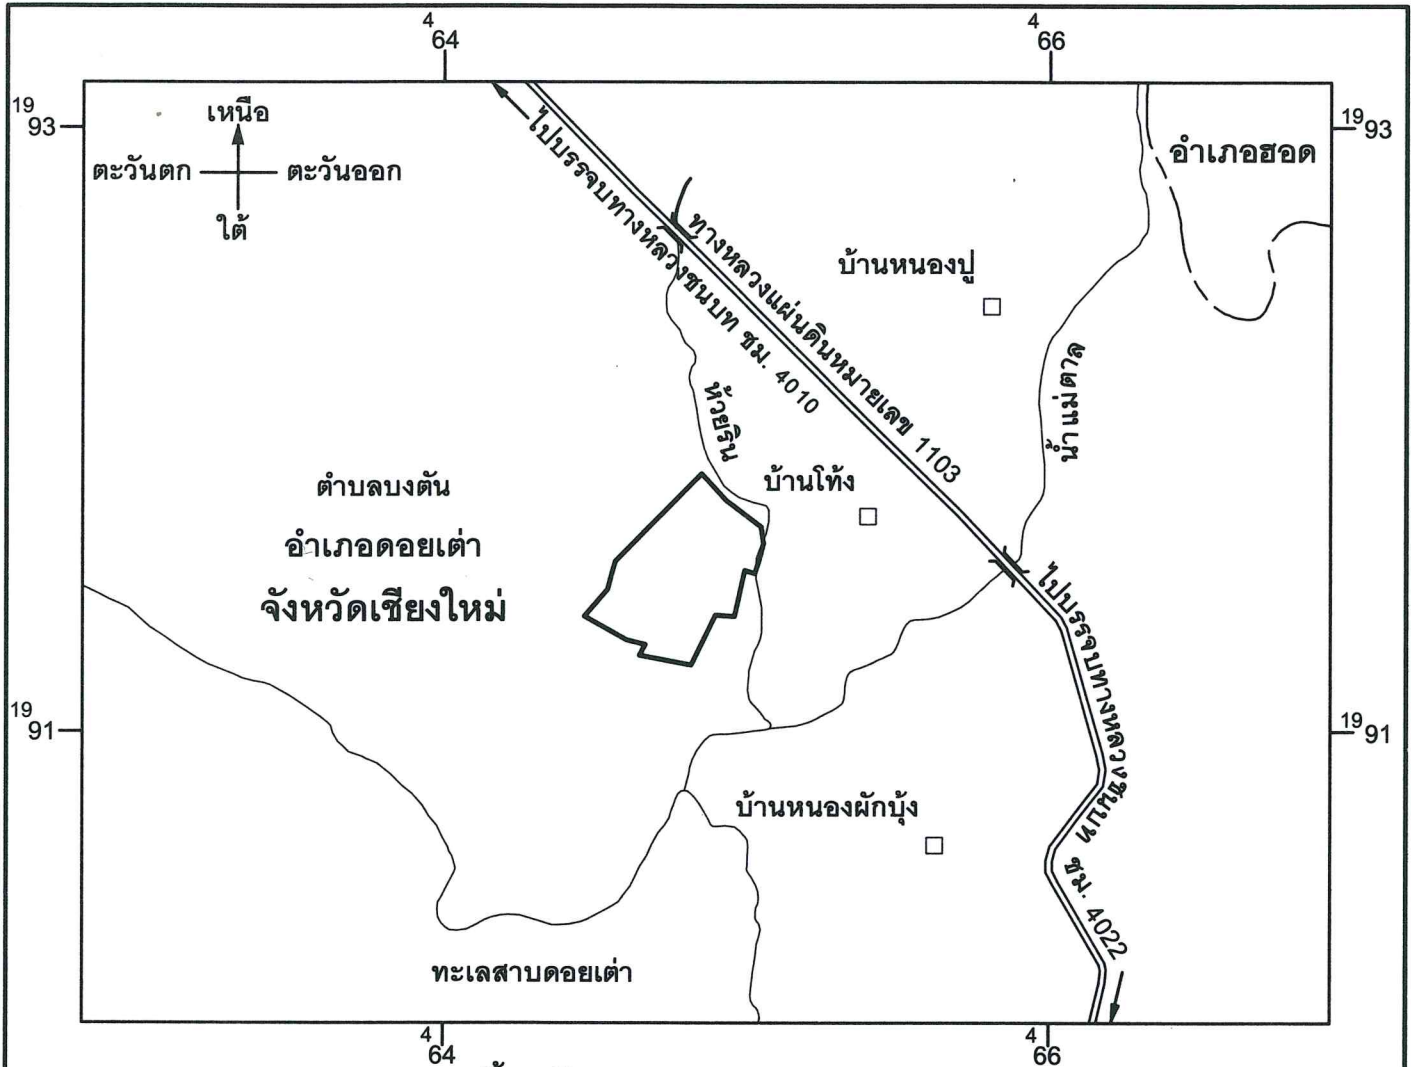 4
64
4
66
19
93
19
93
เหนือ
ตะวันตก
ตะวันออก
ใต้
อำเภอฮอด
ไปบรรจบทางหลวงชนบท ชม. 4010
ทางหลวงแผ่นดินหมายเลข 1103
บ้านหนองปู่
น้ำแม่ตาล
ห้วยริน
บ้านโท้ง
ตำบลบงตัน
อำเภอดอยเต่า
จังหวัดเชียงใหม่
ไปบรรจบทางหลวงชนบท ชม. 4022
19
91
19
91
บ้านหนองผักบุ้ง
ทะเลสาบดอยเต่า
4
64
4
66